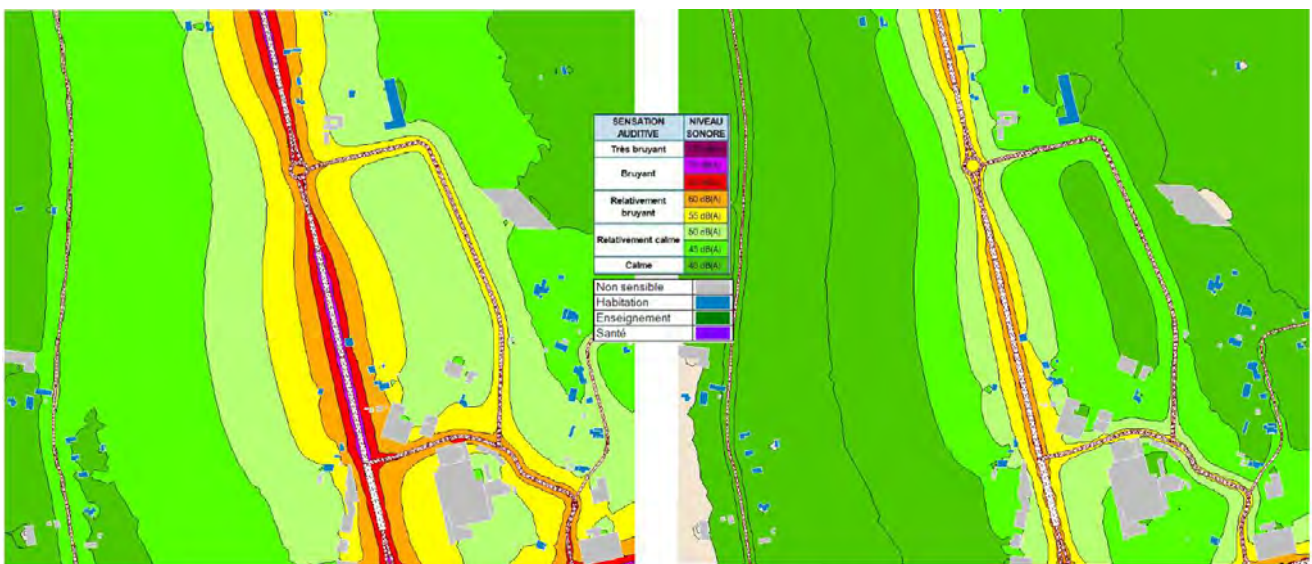 SENSATION NIVEAU
AUDITIVE SONORE
Très bruyant
Bruyant
Relativement 60 dB(A)
bruyant 55 dB(A)
50 dB(A)
Relativement calme 45 dB(A)
Calme dB(A)
Non sensible
Habitation
Enseignement
Santé